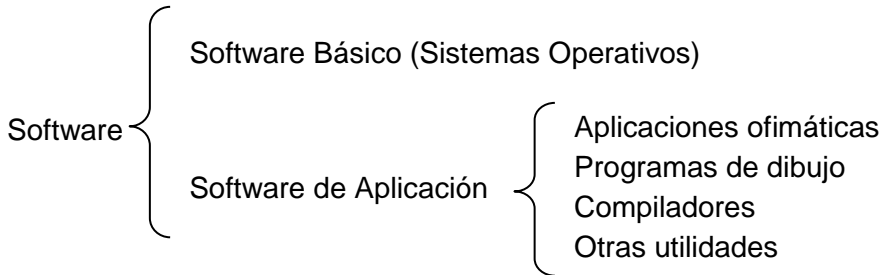 Software Básico (Sistemas Operativos)
Software
Software de Aplicación
Aplicaciones ofimáticas
Programas de dibujo
Compiladores
Otras utilidades